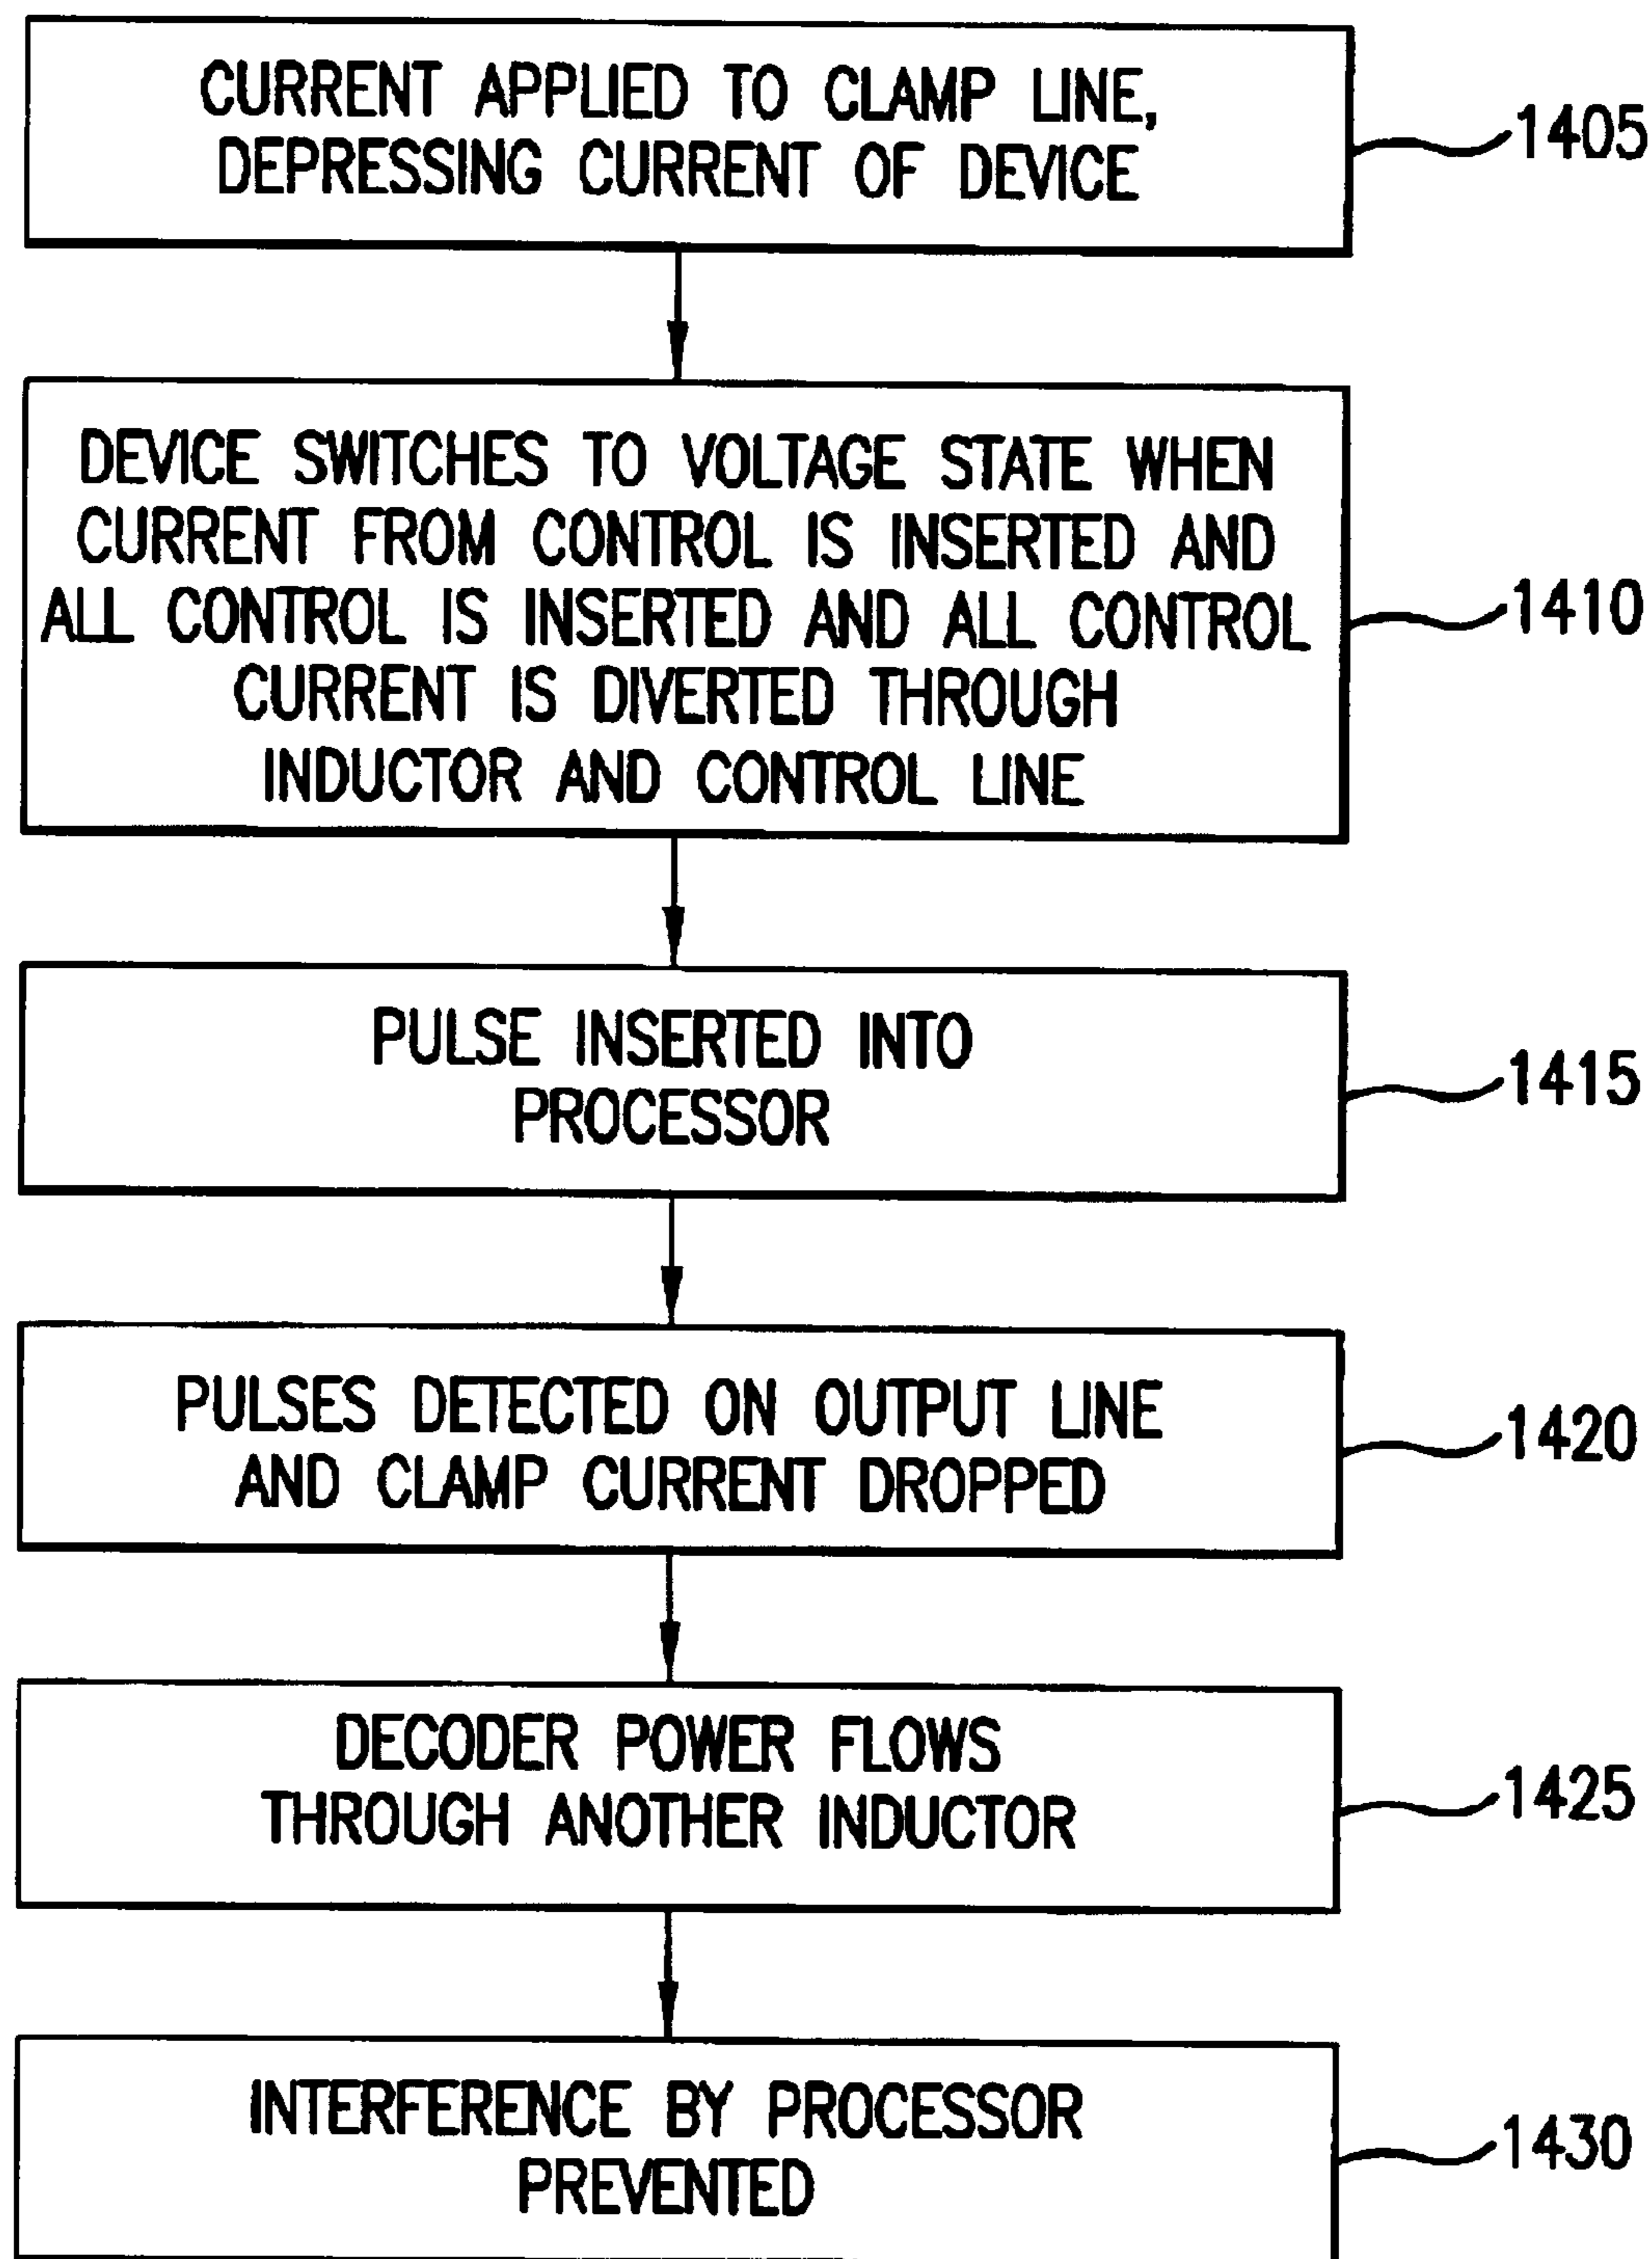 CURRENT APPLIED TO CLAMP LINE,
DEPRESSING CURRENT OF DEVICE
1405
DEVICE SWITCHES TO VOLTAGE STATE WHEN
CURRENT FROM CONTROL IS INSERTED AND
ALL CONTROL IS INSERTED AND ALL CONTROL
CURRENT IS DIVERTED THROUGH
INDUCTOR AND CONTROL LINE
1410
PULSE INSERTED INTO
PROCESSOR
1415
PULSES DETECTED ON OUTPUT LINE
AND CLAMP CURRENT DROPPED
1420
DECODER POWER FLOWS
THROUGH ANOTHER INDUCTOR
1425
INTERFERENCE BY PROCESSOR
PREVENTED
1430